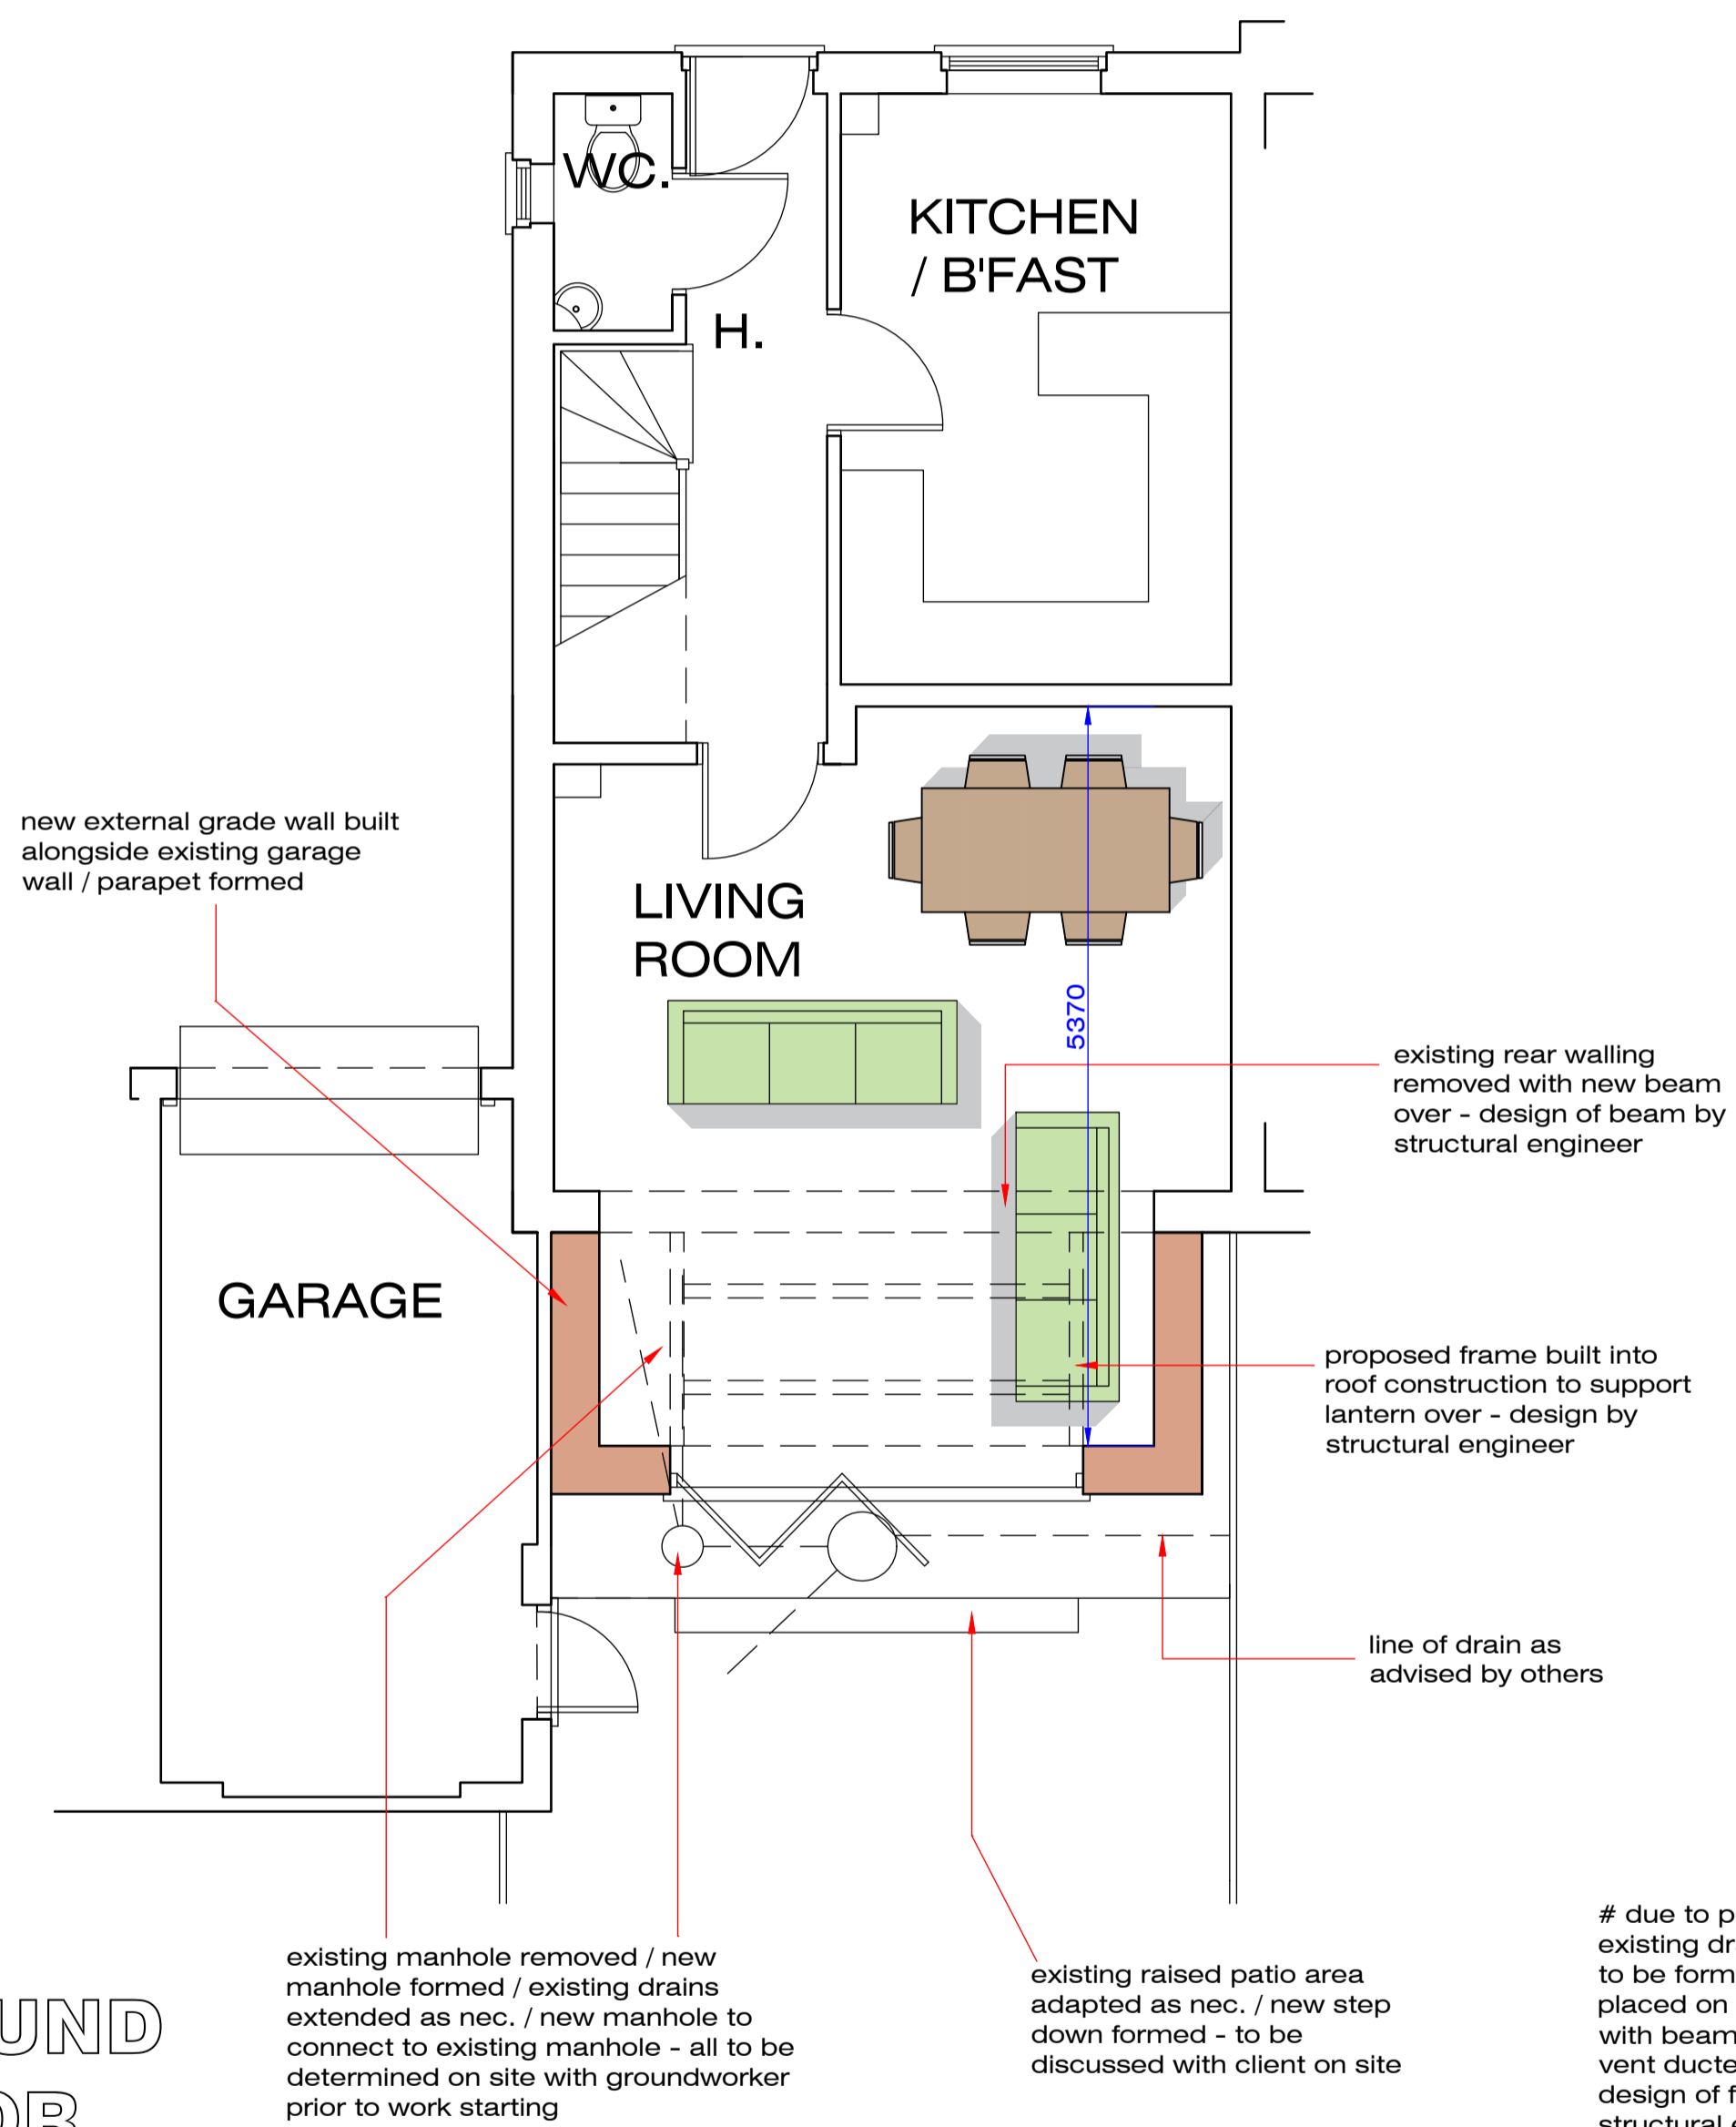 WC.
KITCHEN
/ B'FAST
H.
new external grade wall built
alongside existing garage
wall / parapet formed
LIVING
ROOM
5370
existing rear walling
removed with new beam
over - design of beam by
structural engineer
GARAGE
proposed frame built into
roof construction to support
lantern over - design by
structural engineer
line of drain as
advised by others
existing manhole removed / new
manhole formed / existing drains
extended as nec. / new manhole to
connect to existing manhole - all to be
determined on site with groundworker
prior to work starting
existing raised patio area
adapted as nec. / new step
down formed - to be
discussed with client on site
# due to
existing
to be
placed on
with beam
vent
design of
structural